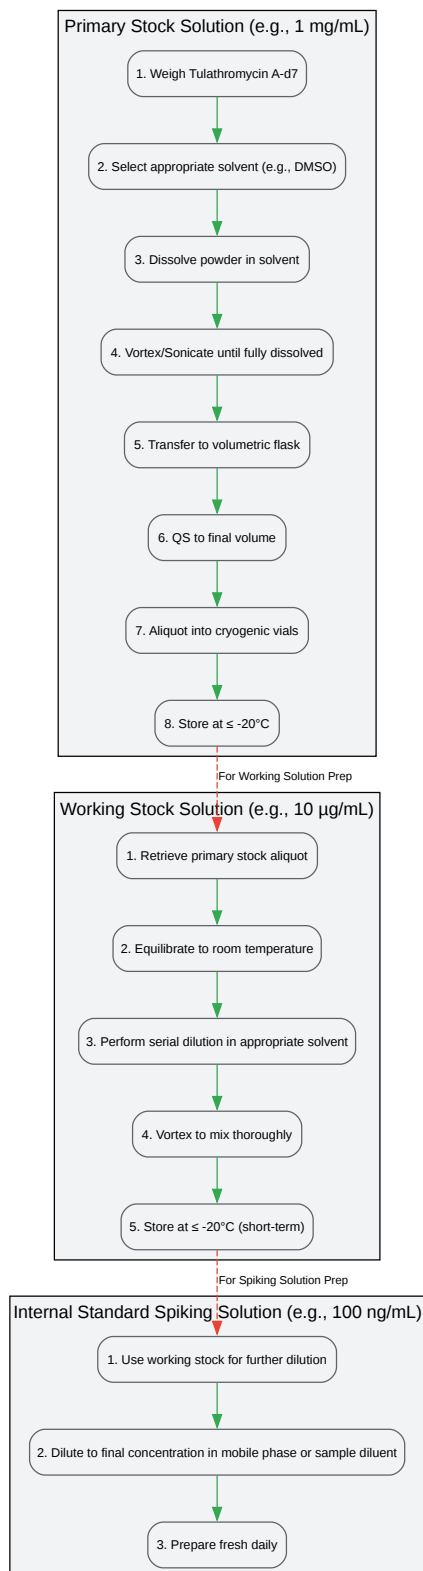 Primary Stock Solution (e.g., 1 mg/mL)
1. Weigh Tulathromycin A-d7
2. Select appropriate solvent (e.g., DMSO)
3. Dissolve powder in solvent
4. Vortex/Sonicate until fully dissolved
5. Transfer to volumetric flask
6. QS to final volume
7. Aliquot into cryogenic vials
8. Store at ≤ -20°C
For Working Solution Prep
Working Stock Solution (e.g., 10 µg/mL)
1. Retrieve primary stock aliquot
2. Equilibrate to room temperature
3. Perform serial dilution in appropriate solvent
4. Vortex to mix thoroughly
5. Store at ≤ -20°C (short-term)
For Spiking Solution Prep
Internal Standard Spiking Solution (e.g., 100 ng/mL)
1. Use working stock for further dilution
2. Dilute to final concentration in mobile phase or sample diluent
3. Prepare fresh daily